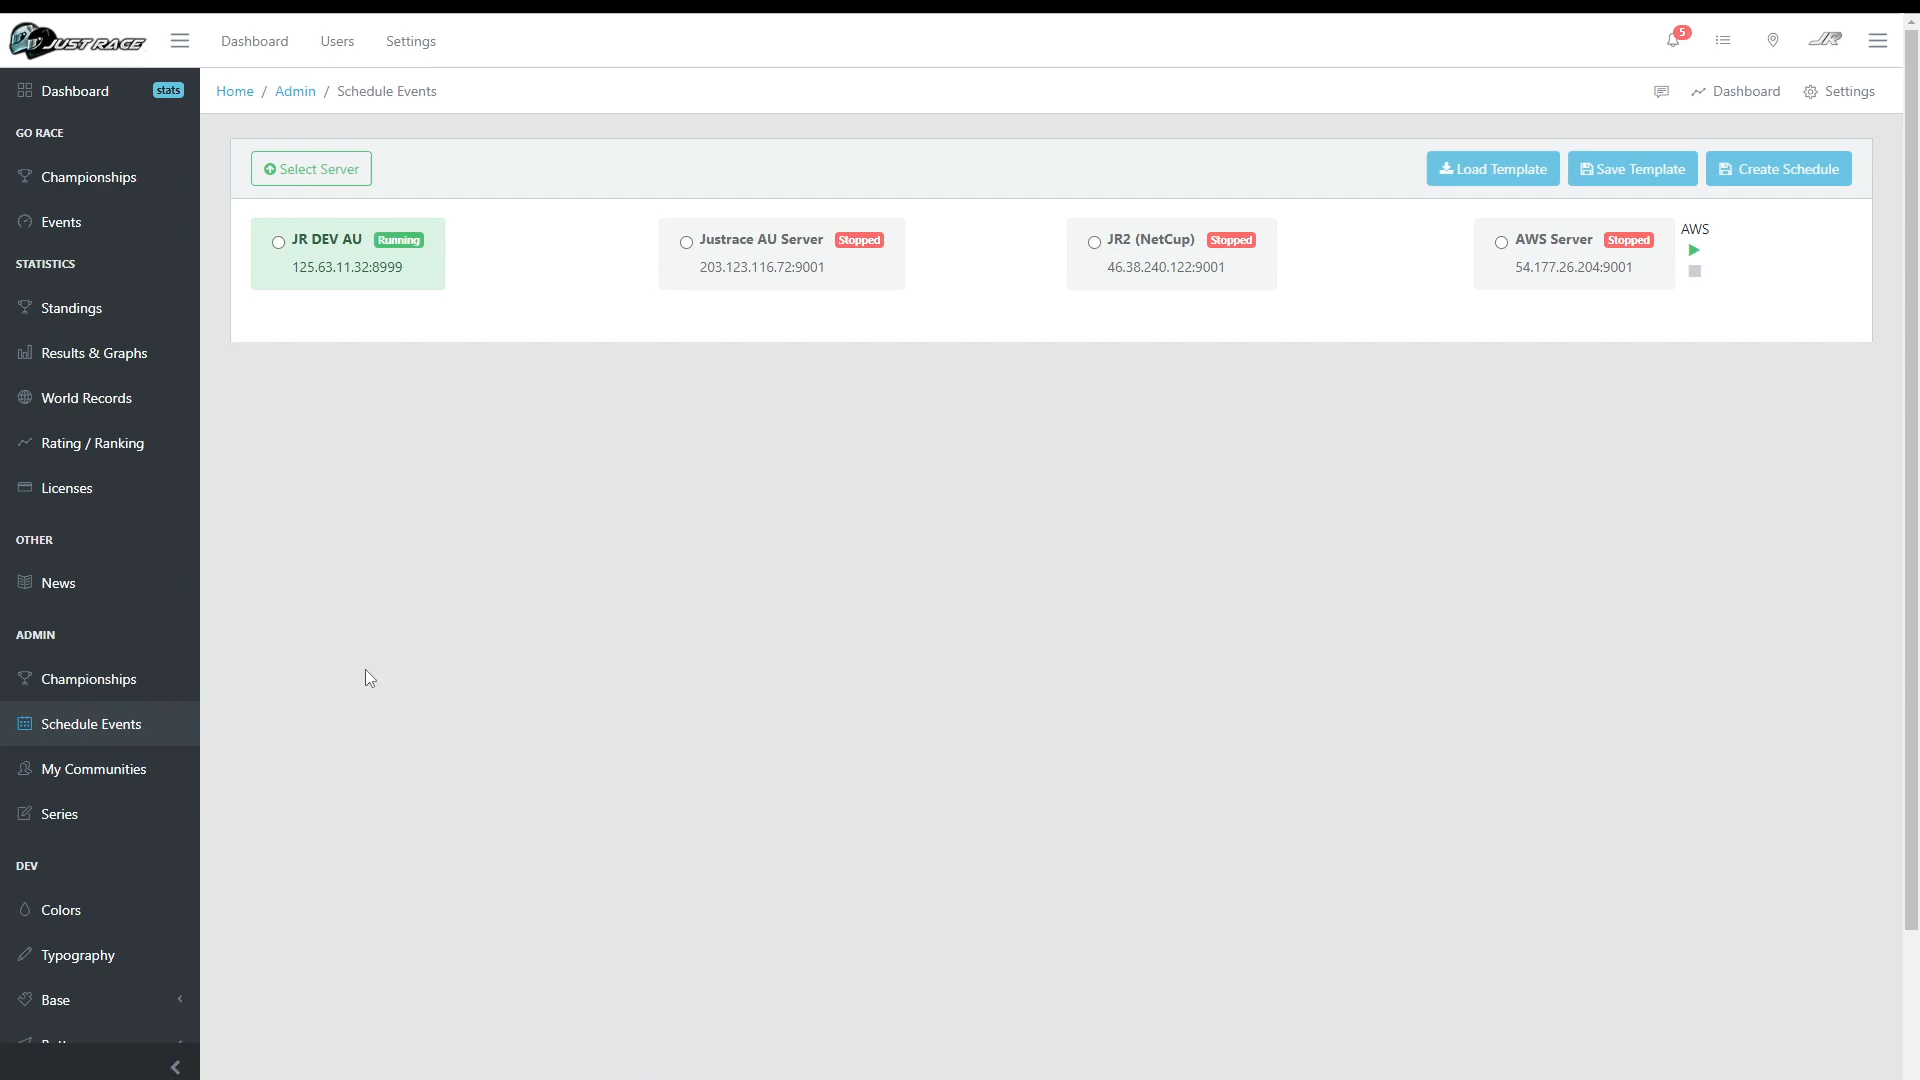 JUST RACE
Dashboard
Users
Settings
5
JR
Dashboard stats
Home / Admin / Schedule Events
Dashboard
Settings
GO RACE
Championships
Events
STATISTICS
Standings
Results & Graphs
World Records
Rating / Ranking
Licenses
OTHER
News
ADMIN
Championships
Schedule Events
My Communities
Series
DEV
Colors
Typography
Base
Select Server
Load Template
Save Template
Create Schedule
JR DEV AU Running
125.63.11.32:8999
Justrace AU Server Stopped
203.123.116.72:9001
JR2 (NetCup) Stopped
46.38.240.122:9001
AWS Server Stopped
54.177.26.204:9001
AWS